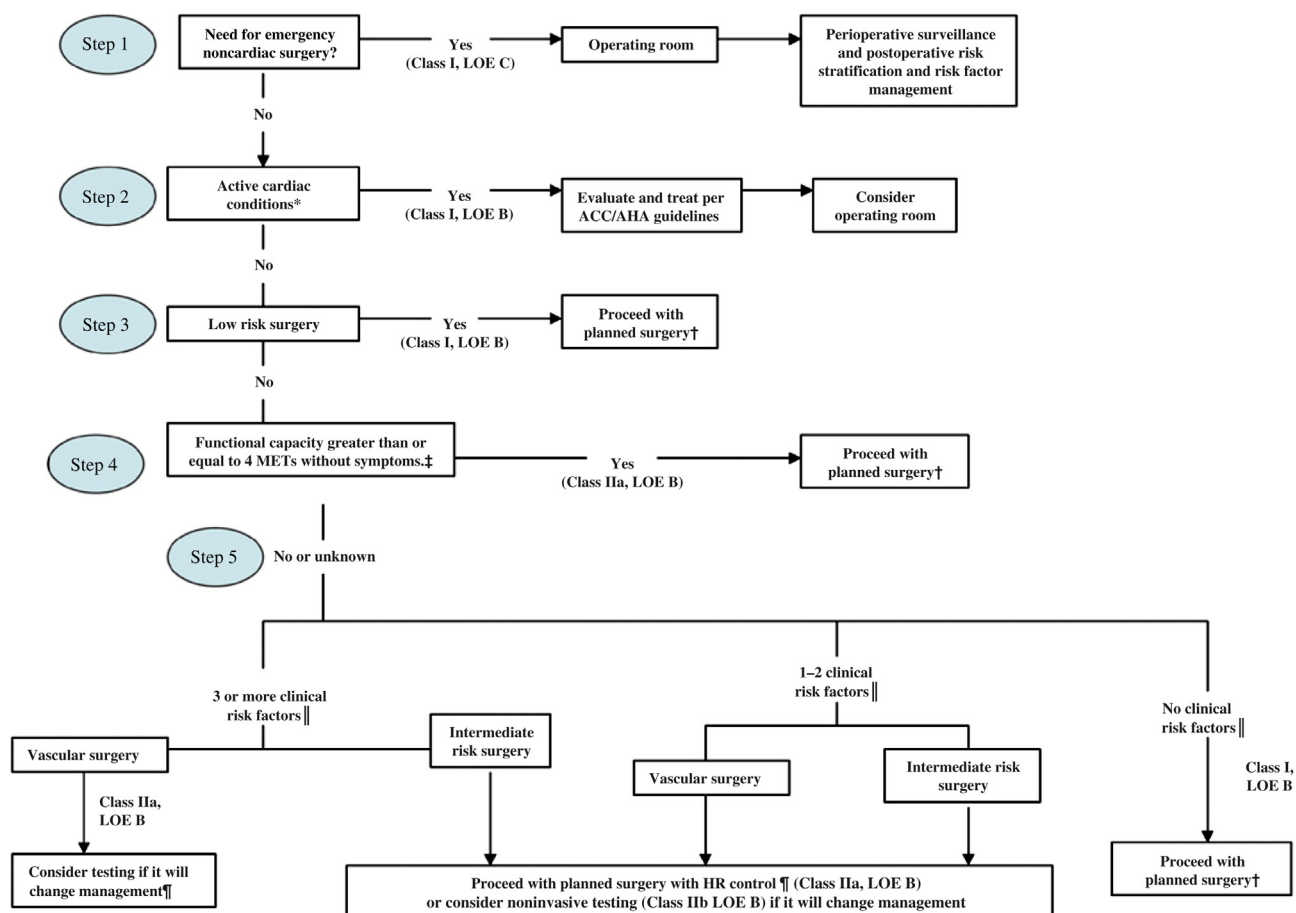 Step 1
Need for emergency
noncardiac surgery?
Yes
(Class I, LOE C)
Operating room
Perioperative surveillance
and postoperative risk
stratification and risk factor
management
No
Step 2
Active cardiac
conditions*
Yes
(Class I, LOE B)
Evaluate and treat per
ACC/AHA guidelines
Consider
operating room
No
Step 3
Low risk surgery
Yes
(Class I, LOE B)
Proceed with
planned surgery†
No
Step 4
Functional capacity greater than or
equal to 4 METs without symptoms.‡
Yes
(Class IIa, LOE B)
Proceed with
planned surgery†
Step 5
No or unknown
3 or more clinical
risk factors‖
Vascular surgery
Class IIa,
LOE B
Consider testing if it will
change management¶
Intermediate
risk surgery
1–2 clinical
risk factors‖
Vascular surgery
Intermediate risk
surgery
Proceed with planned surgery with HR control ¶ (Class IIa, LOE B)
or consider noninvasive testing (Class IIb LOE B) if it will change management
No clinical
risk factors‖
Class I,
LOE B
Proceed with
planned surgery†